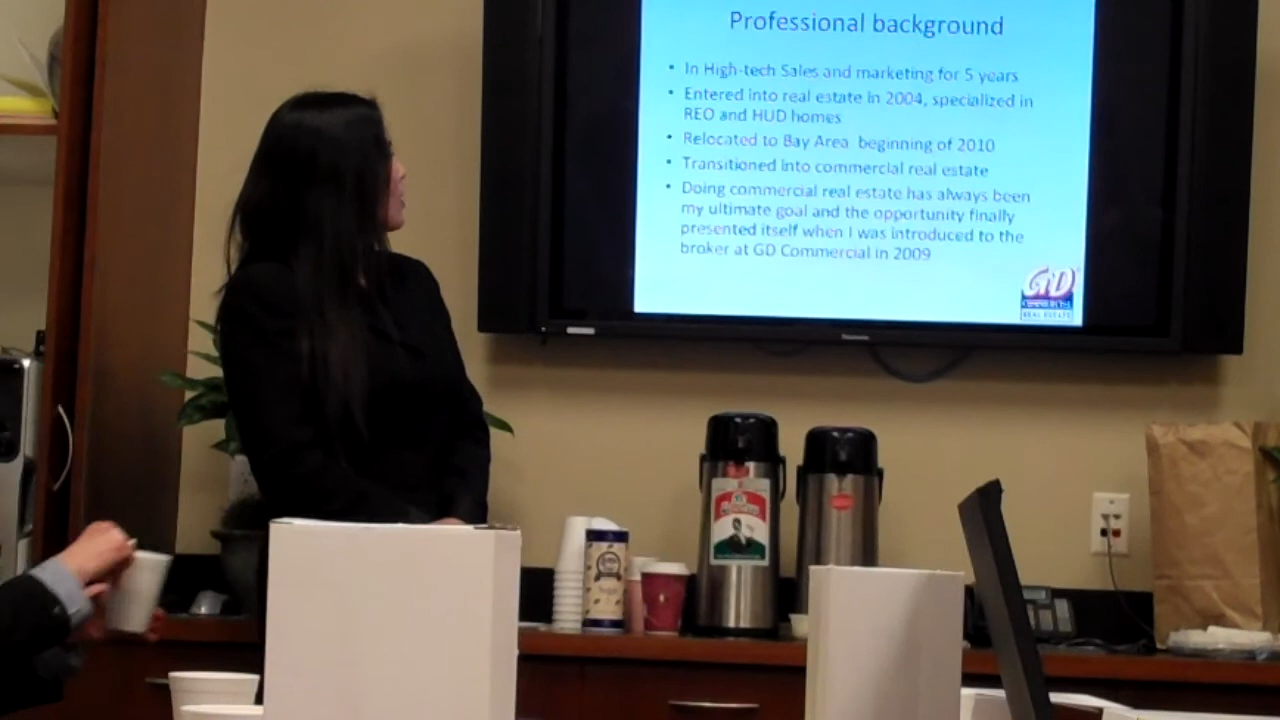 Professional background
• In High-tech Sales and marketing for 5 years
• Entered into real estate in 2004, specialized in
REO and HUD homes
• Relocated to Bay Area beginning of 2010
• Transitioned into commercial real estate
• Doing commercial real estate has always been
my ultimate goal and the opportunity finally
presented itself when I was introduced to the
broker at GD Commercial in 2009
GD
COMMERCIAL
REAL ESTATE
Panasonic